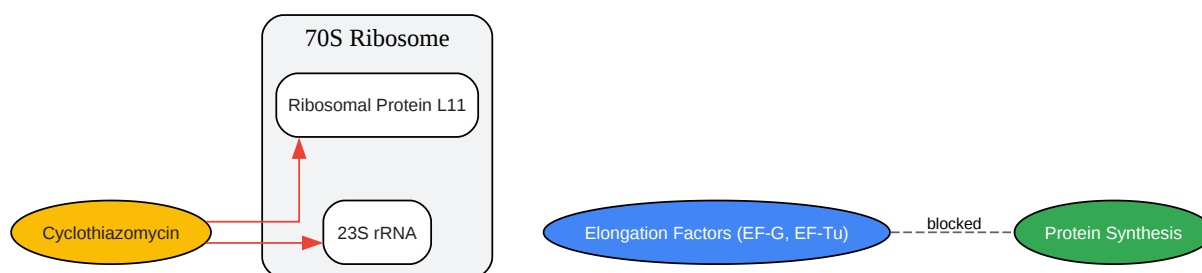 70S Ribosome
Ribosomal Protein L11
Cyclothiazomycin
23S rRNA
Elongation Factors (EF-G, EF-Tu)
blocked
Protein Synthesis